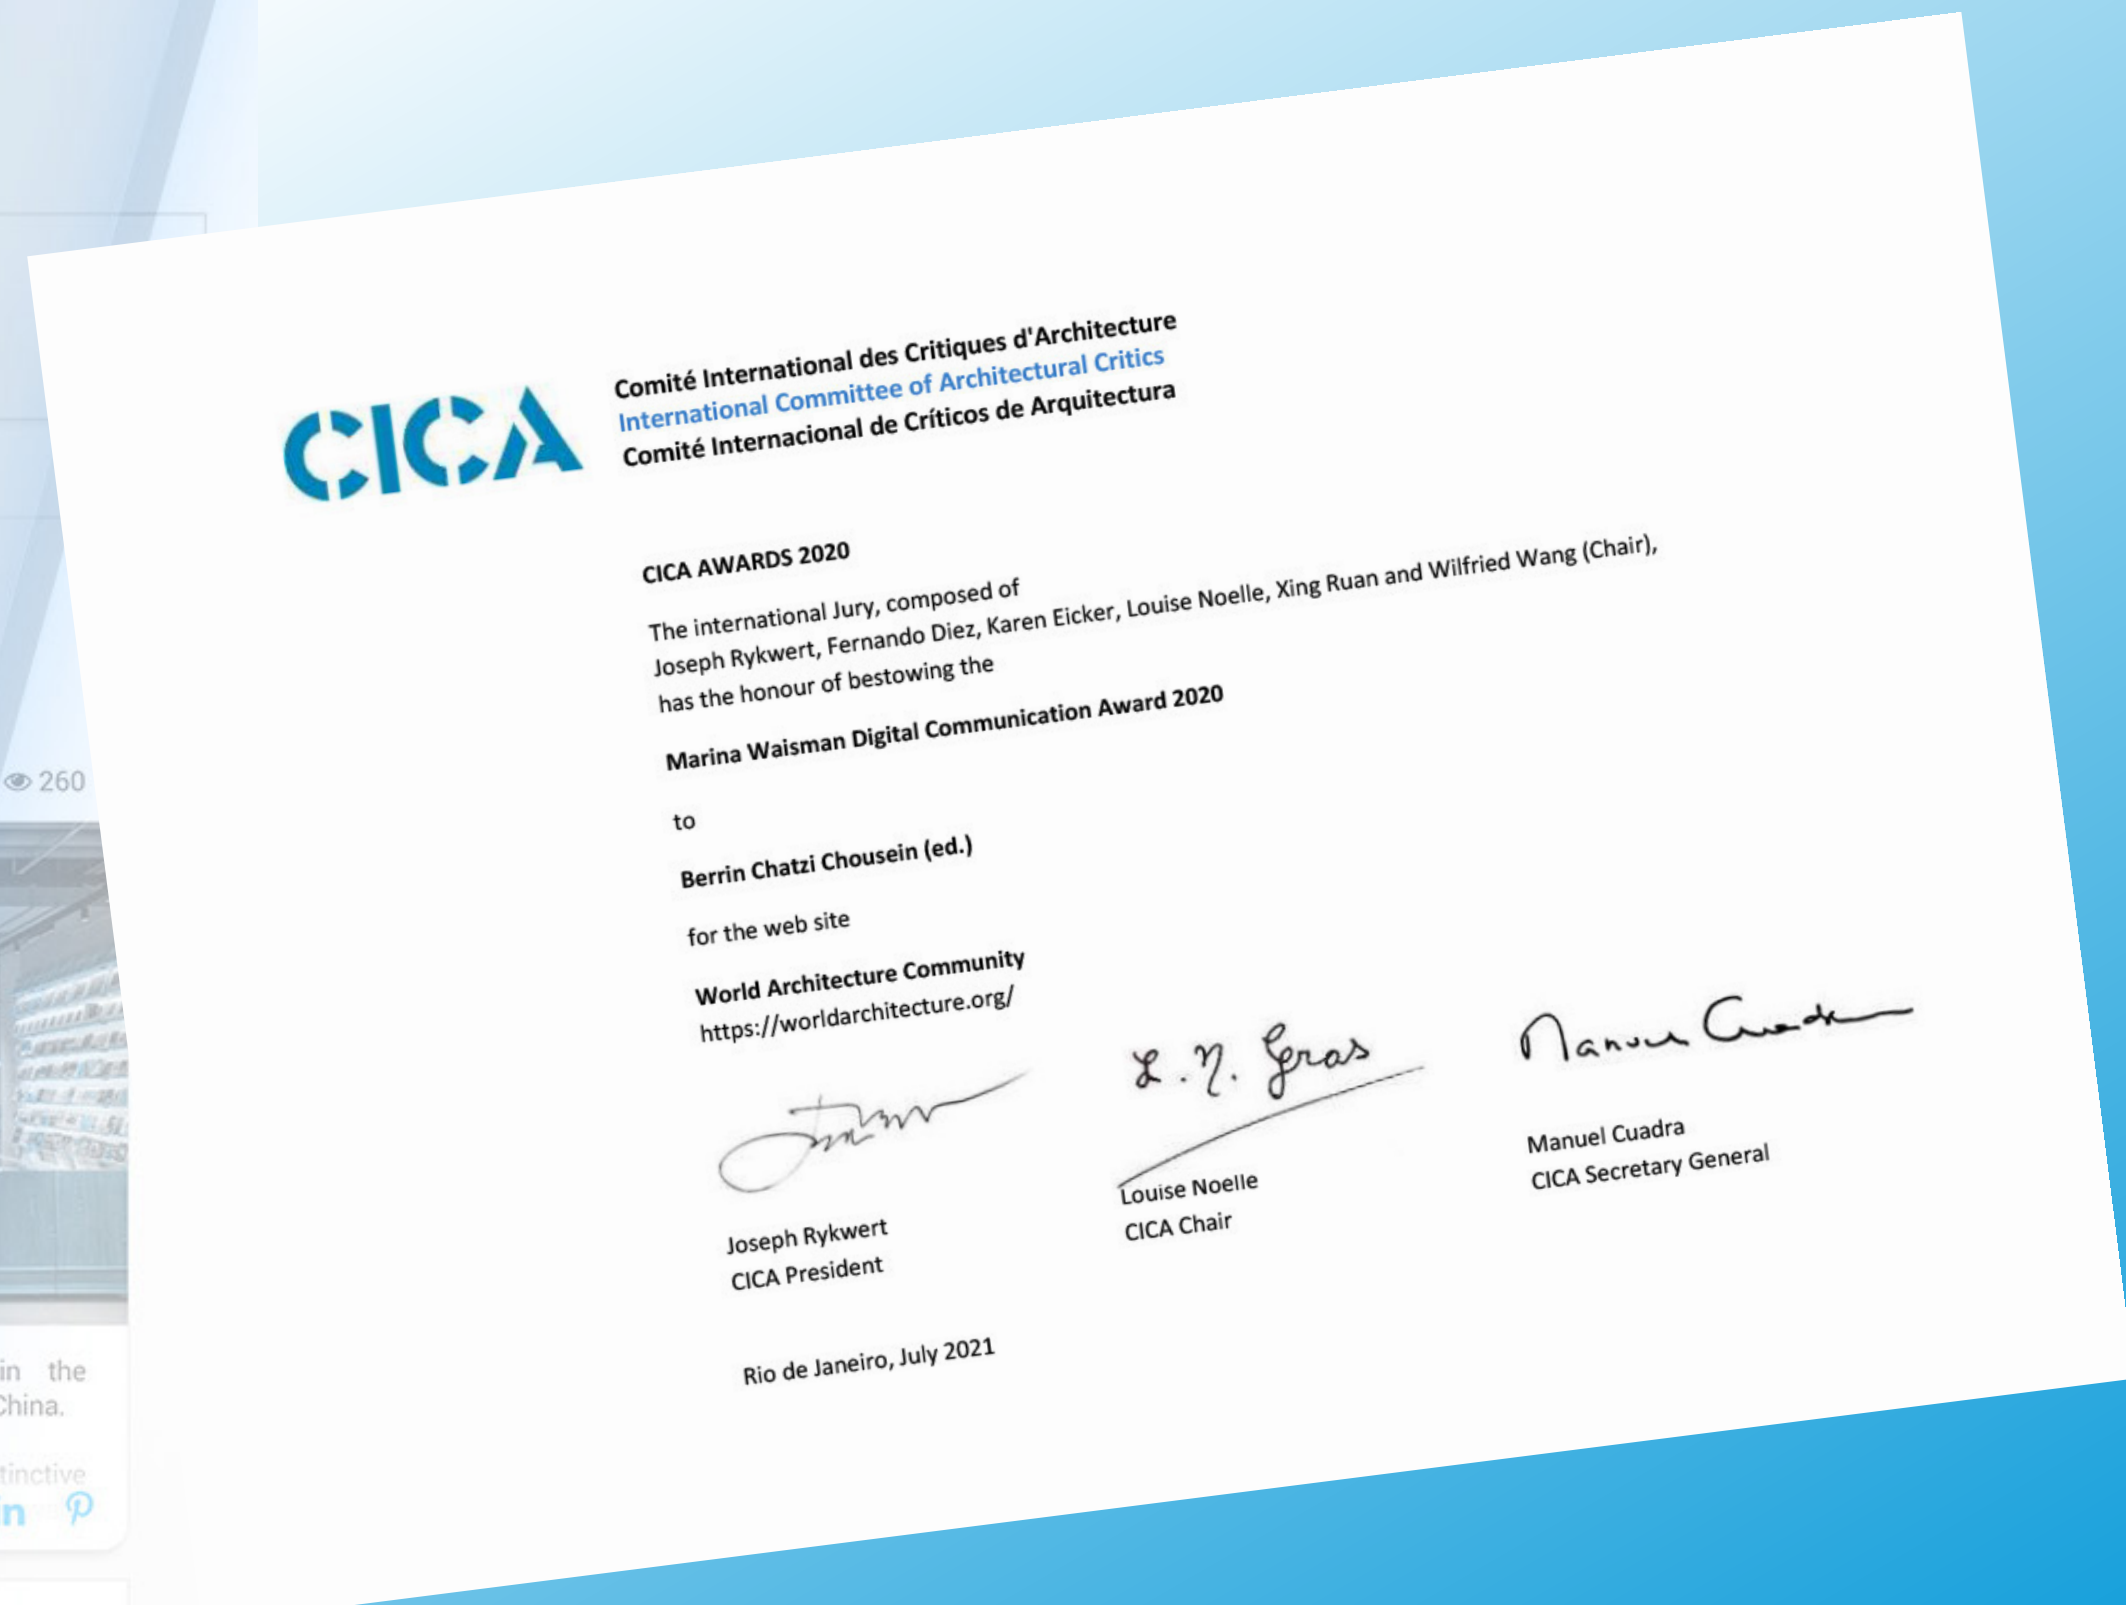 CICA
Comité International des Critiques d'Architecture
International Committee of Architectural Critics
Comité Internacional de Críticos de Arquitectura
CICA AWARDS 2020
The international Jury, composed of
Joseph Rykwert, Fernando Diez, Karen Eicker, Louise Noelle, Xing Ruan and Wilfried Wang (Chair),
has the honour of bestowing the
Marina Waisman Digital Communication Award 2020
to
Berrin Chatzi Chousein (ed.)
for the web site
World Architecture Community
https://worldarchitecture.org/
L. N. Gras
Manuel Cuadra
Joseph Rykwert
CICA President
Louise Noelle
CICA Chair
Manuel Cuadra
CICA Secretary General
Rio de Janeiro, July 2021
260
in the
China.
tinctive
in